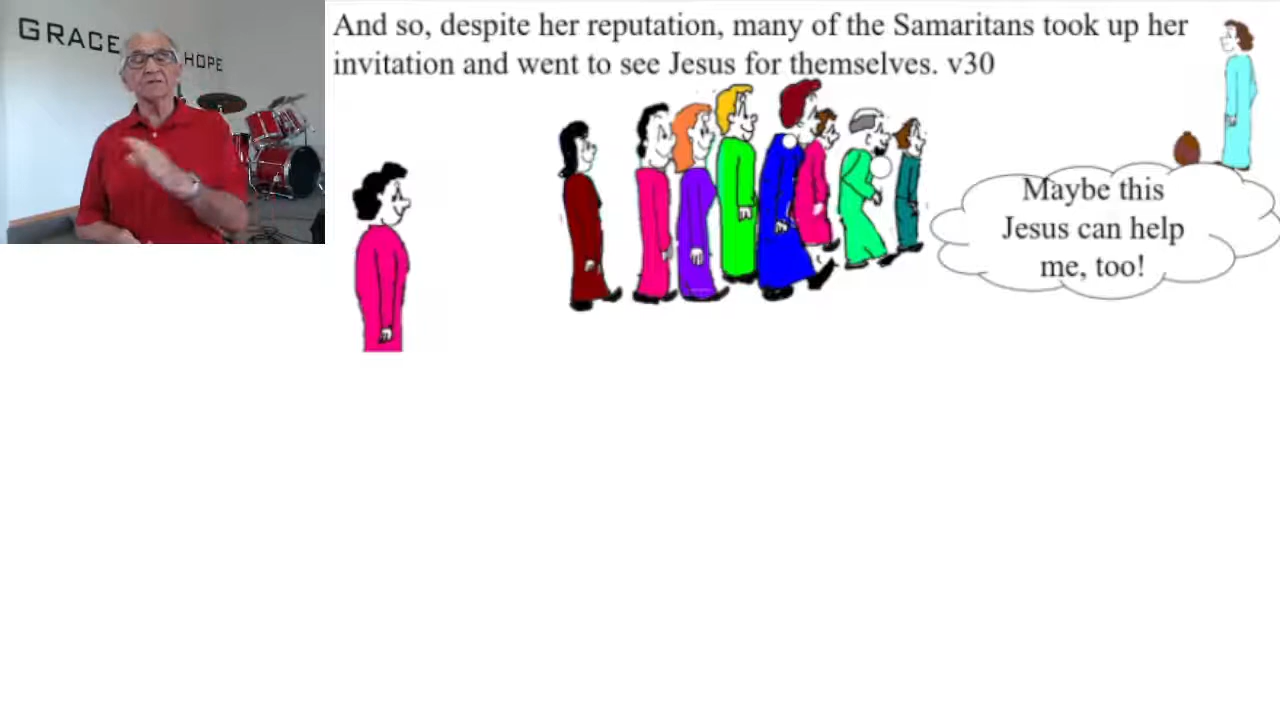 GRACE
HOPE
And so, despite her reputation, many of the Samaritans took up her
invitation and went to see Jesus for themselves. v30
Maybe this
Jesus can help
me, too!